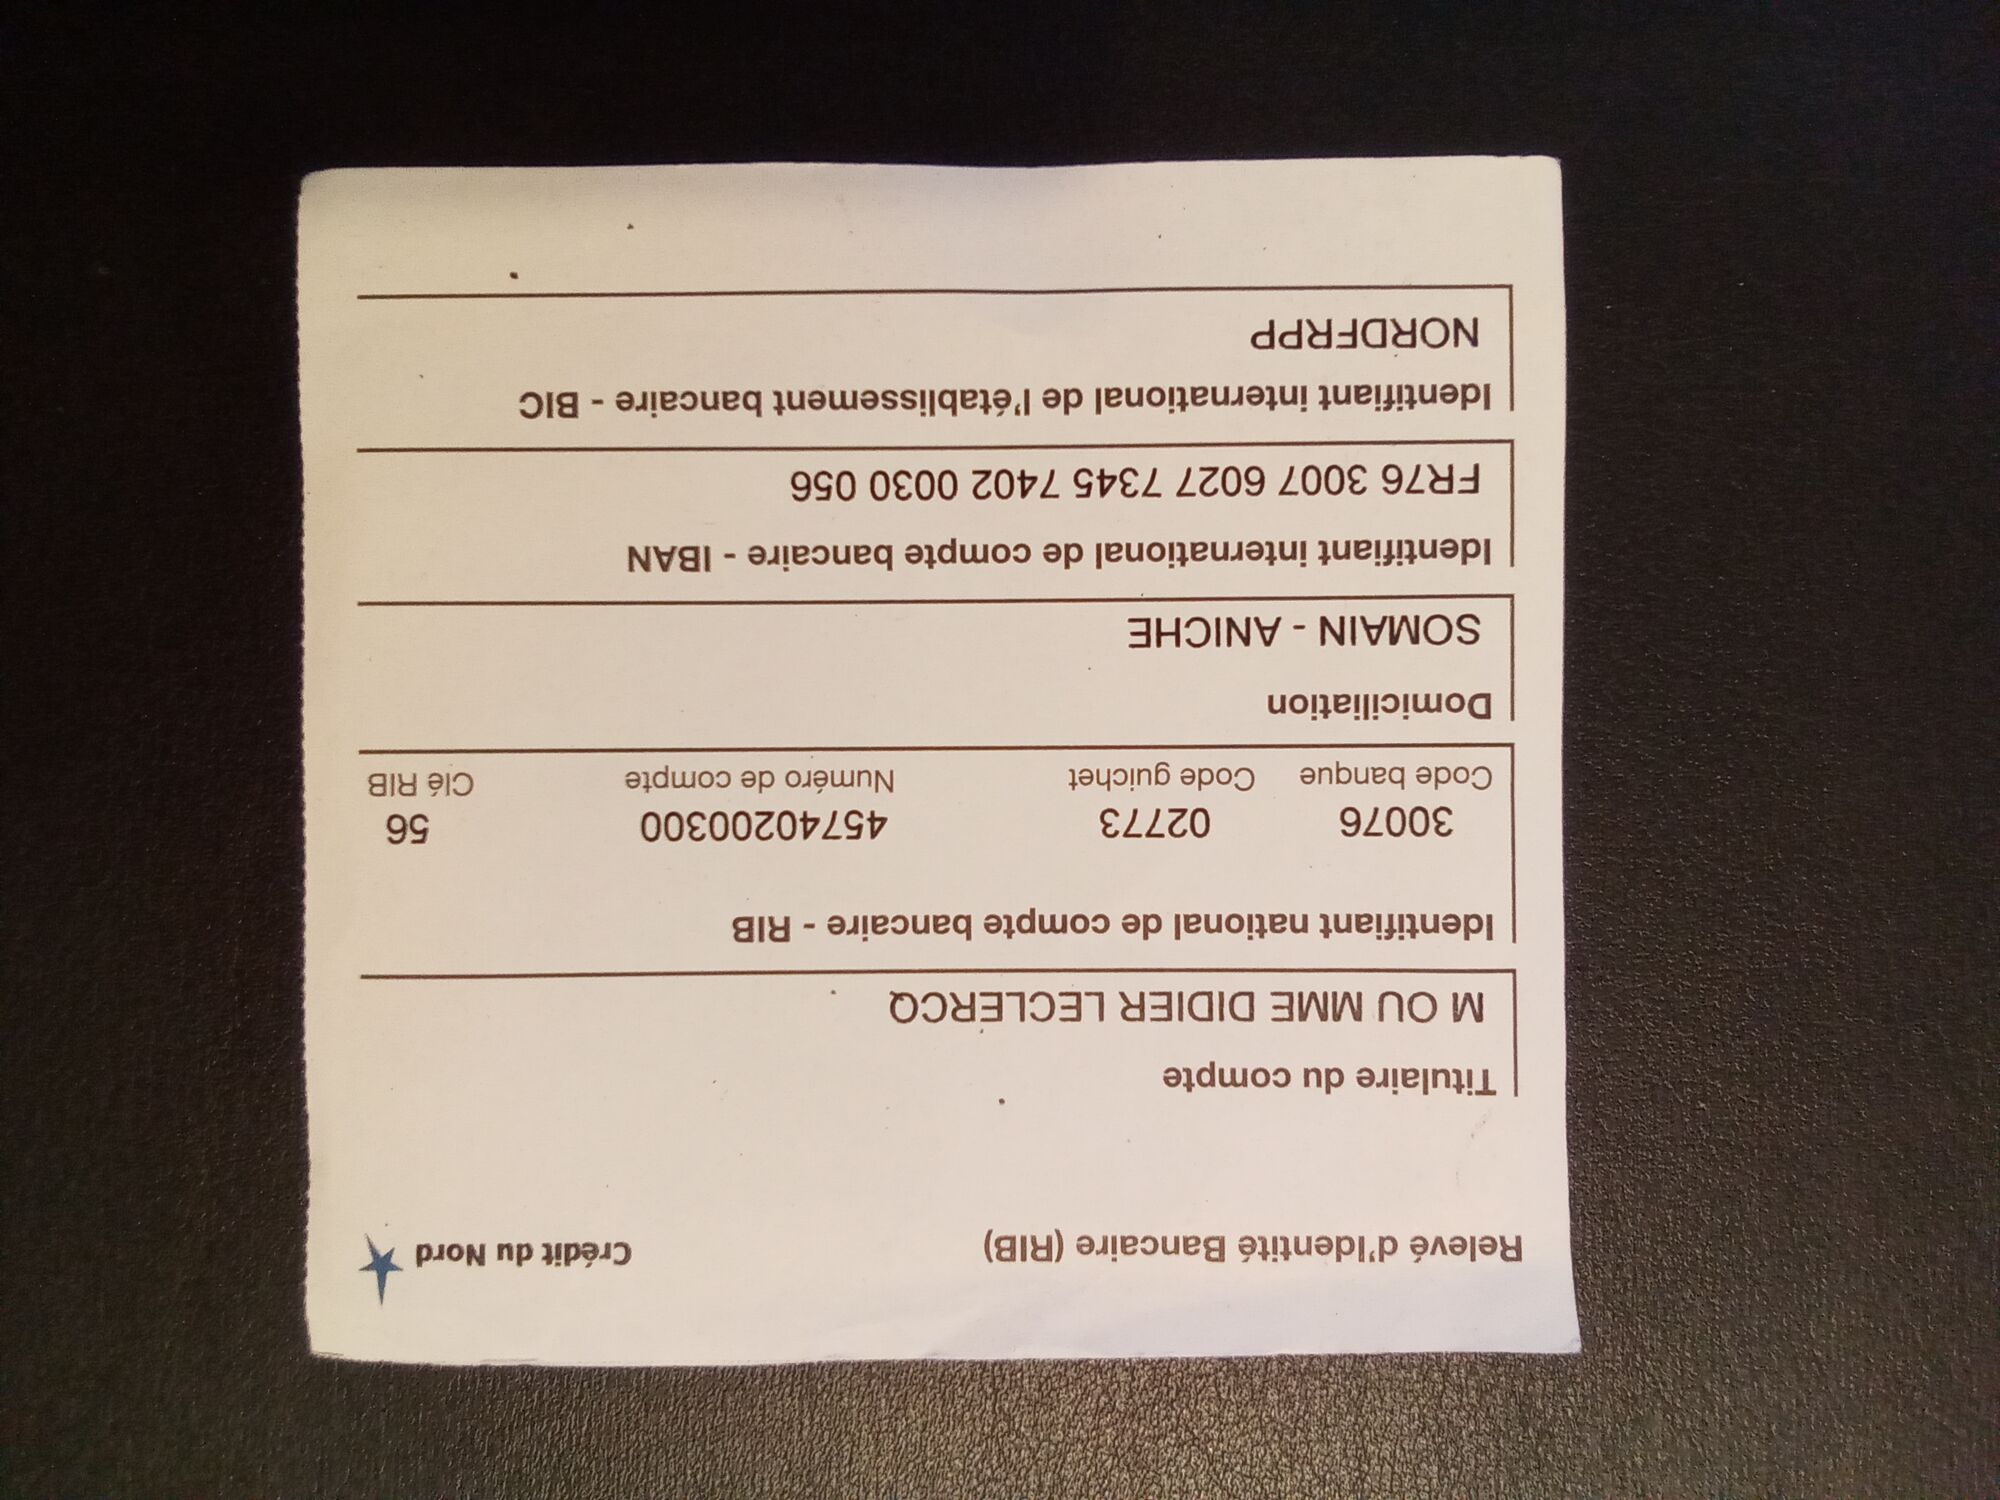 Relevé d'Identité Bancaire (RIB)
Crédit du Nord
Titulaire du compte
M OU MME DIDIER LECLERCQ
Identifiant national de compte bancaire - RIB
30076 02773 45740200300 56
Code banque Code guichet Numéro de compte Clé RIB
Domiciliation
SOMAIN - ANICHE
Identifiant international de compte bancaire - IBAN
FR76 3007 6027 7345 7402 0030 056
Identifiant international de l'établissement bancaire - BIC
NORDFRPP